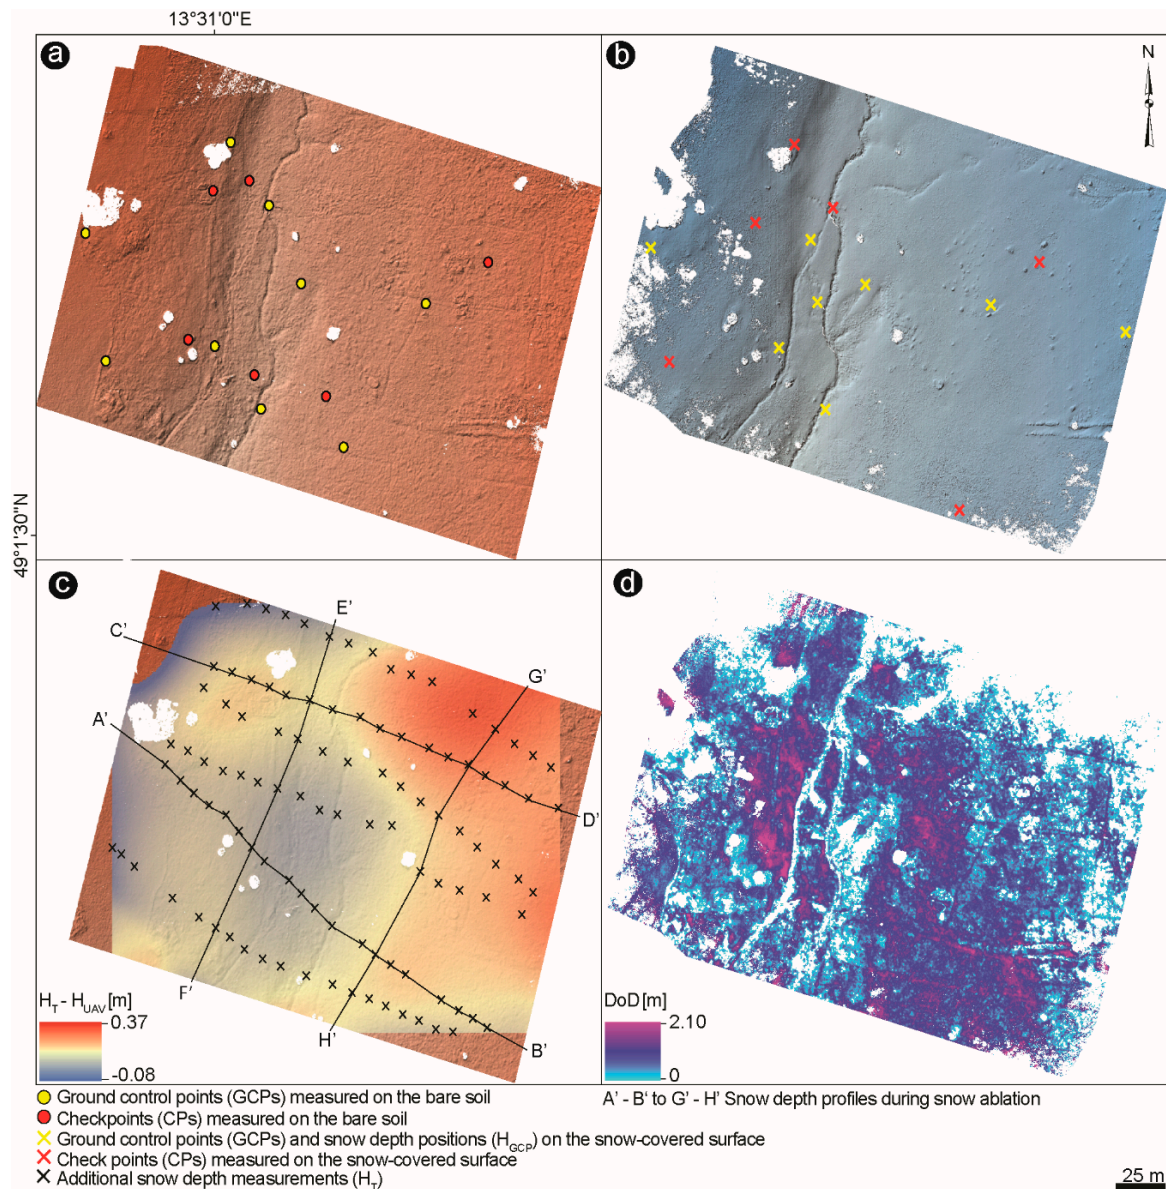 13°31'0"E
a
b
N
49°1'30"N
c
d
E'
C'
G'
A'
D'
F'
H'
B'
H_T - H_UAV [m]
0.37
-0.08
DoD [m]
2.10
0
Ground control points (GCPs) measured on the bare soil
A' - B' to G' - H' Snow depth profiles during snow ablation
Checkpoints (CPs) measured on the bare soil
Ground control points (GCPs) and snow depth positions (H_GCP) on the snow-covered surface
Check points (CPs) measured on the snow-covered surface
Additional snow depth measurements (H_T)
25 m